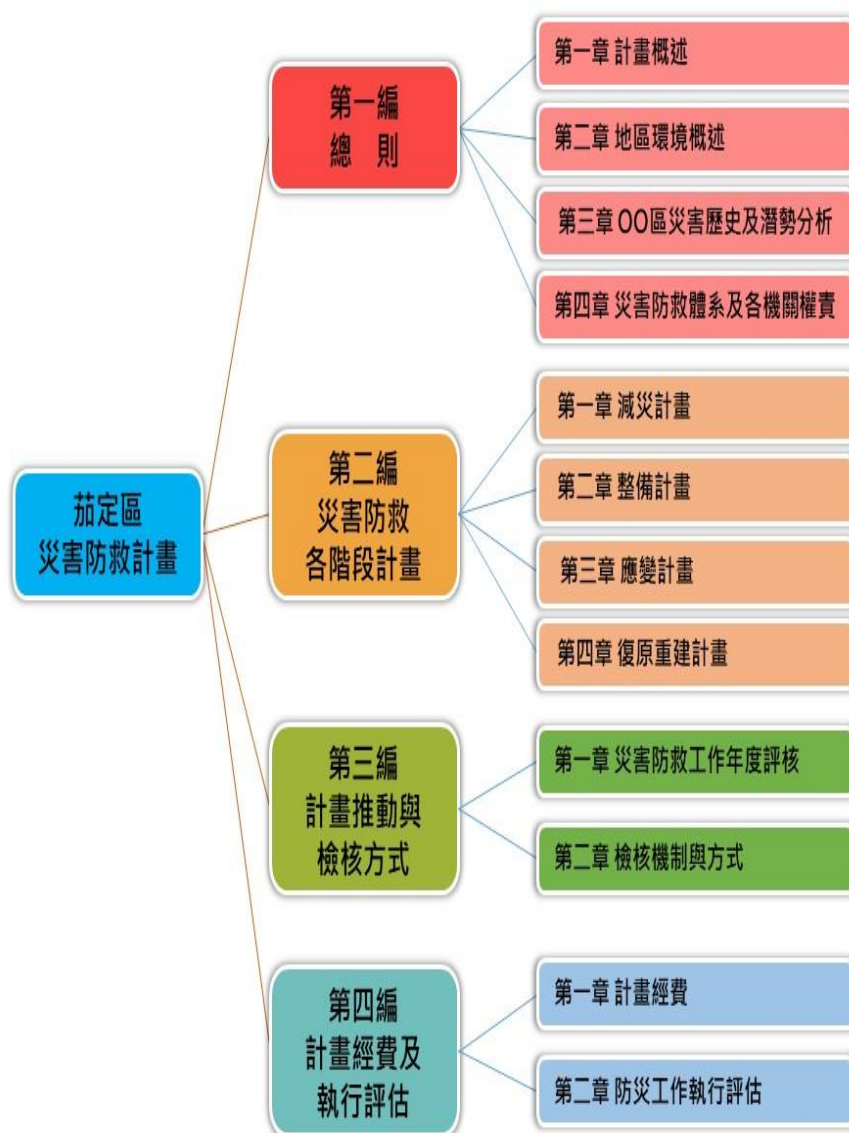 茄定區
災害防救計畫
第一編
總 則
第一章 計畫概述
第二章 地區環境概述
第三章 OO區災害歷史及潛勢分析
第四章 災害防救體系及各機關權責
第二編
災害防救
各階段計畫
第一章 減災計畫
第二章 整備計畫
第三章 應變計畫
第四章 復原重建計畫
第三編
計畫推動與
檢核方式
第一章 災害防救工作年度評核
第二章 檢核機制與方式
第四編
計畫經費及
執行評估
第一章 計畫經費
第二章 防災工作執行評估